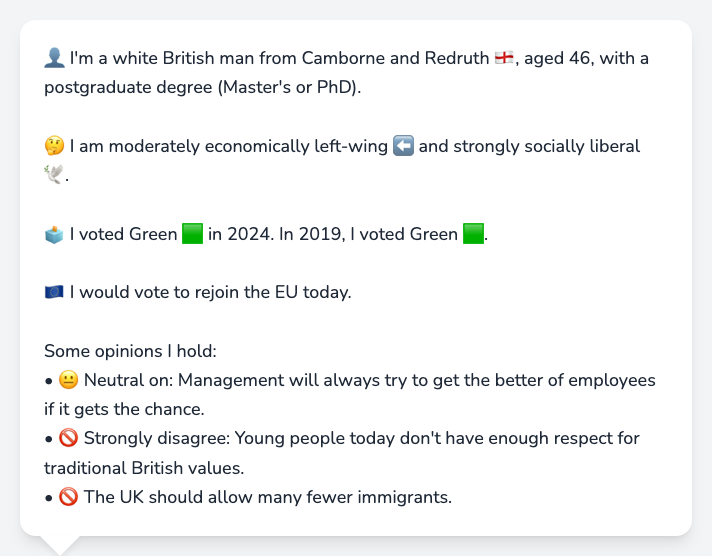 👤 I'm a white British man from Camborne and Redruth 🏴󠁧󠁢󠁥󠁮󠁧󠁿, aged 46, with a
postgraduate degree (Master's or PhD).
🤔 I am moderately economically left-wing ⬅️ and strongly socially liberal
🕊️.
🗳️ I voted Green 🟩 in 2024. In 2019, I voted Green 🟩.
🇪🇺 I would vote to rejoin the EU today.
Some opinions I hold:
• 😐 Neutral on: Management will always try to get the better of employees
if it gets the chance.
• 🚫 Strongly disagree: Young people today don't have enough respect for
traditional British values.
• 🚫 The UK should allow many fewer immigrants.